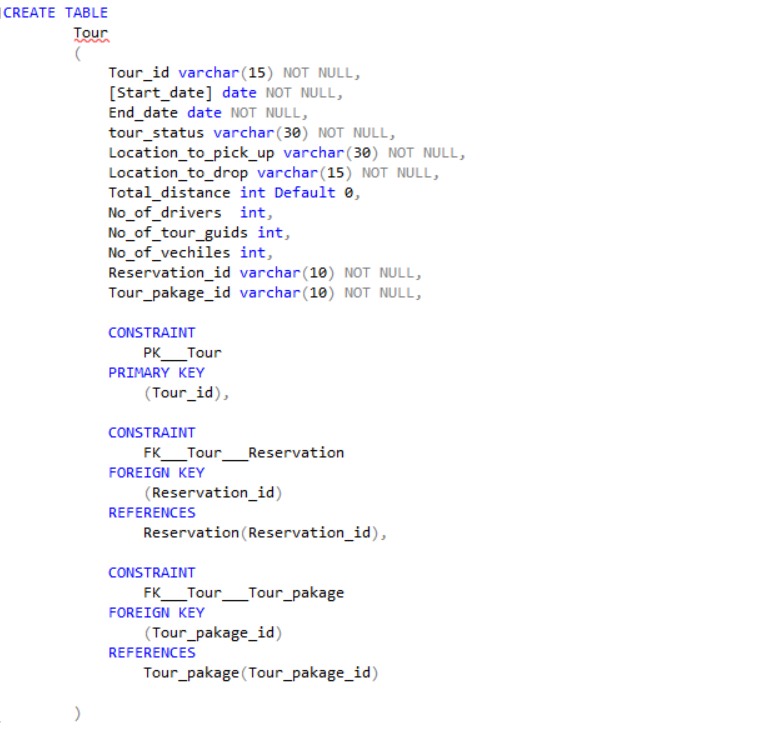 CREATE TABLE
Tour
(
Tour_id varchar(15) NOT NULL,
[Start_date] date NOT NULL,
End_date date NOT NULL,
tour_status varchar(30) NOT NULL,
Location_to_pick_up varchar(30) NOT NULL,
Location_to_drop varchar(15) NOT NULL,
Total_distance int Default 0,
No_of_drivers  int,
No_of_tour_guids int,
No_of_vechiles int,
Reservation_id varchar(10) NOT NULL,
Tour_pakage_id varchar(10) NOT NULL,
CONSTRAINT
PK___Tour
PRIMARY KEY
(Tour_id),
CONSTRAINT
FK___Tour___Reservation
FOREIGN KEY
(Reservation_id)
REFERENCES
Reservation(Reservation_id),
CONSTRAINT
FK___Tour___Tour_pakage
FOREIGN KEY
(Tour_pakage_id)
REFERENCES
Tour_pakage(Tour_pakage_id)
)